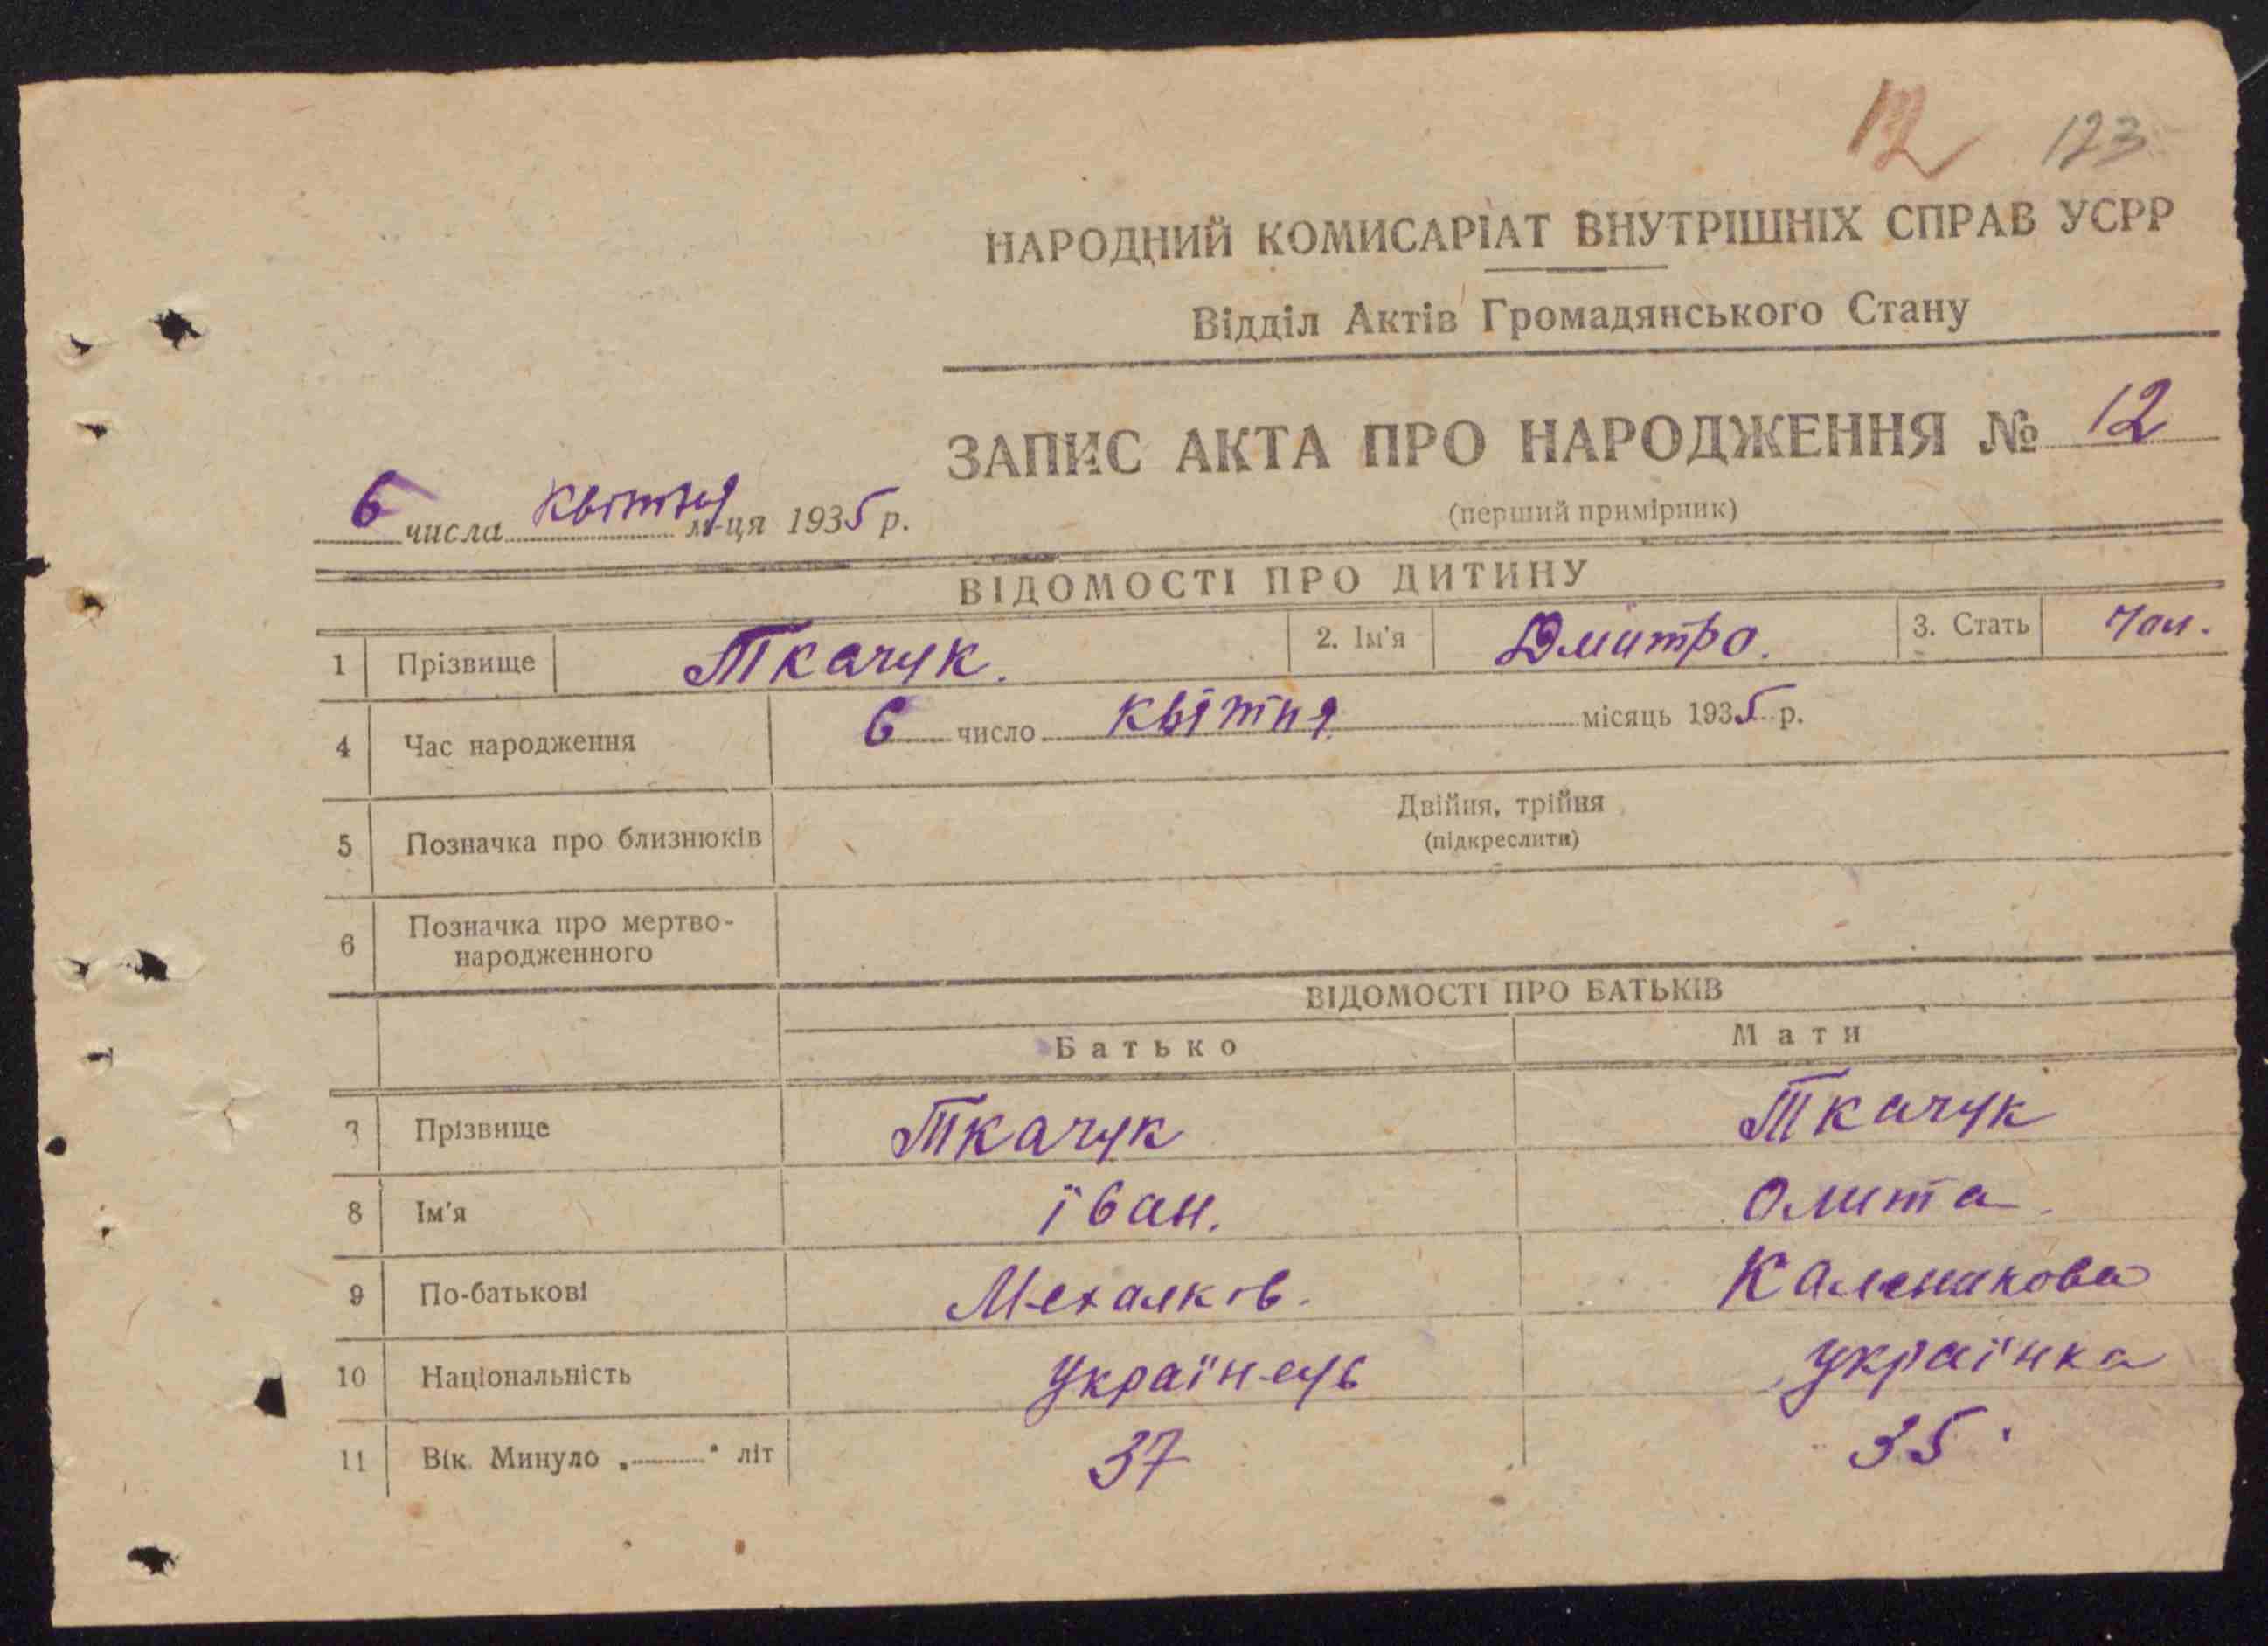 12 123
НАРОДНИЙ КОМИСАРІАТ ВНУТРІШНІХ СПРАВ УСРР
Відділ Актів Громадянського Стану
ЗАПИС АКТА ПРО НАРОДЖЕННЯ № 12
(перший примірник)
6 числа квітня м-ця 1935 р.
ВІДОМОСТІ ПРО ДИТИНУ
1 Прізвище Ткачук. 2. Ім'я Дмитро. 3. Стать Чол.
4 Час народження 6 число квітня місяць 1935 р.
5 Позначка про близнюків Двійня, трійня
(підкреслити)
6 Позначка про мертво-
народженного
ВІДОМОСТІ ПРО БАТЬКІВ
Батько Мати
7 Прізвище Ткачук Ткачук
8 Ім'я Їван. Олита.
9 По-батькові Мехалков. Каленикова
10 Національність Українець українка
11 Вік. Минуло „ " літ 37 35